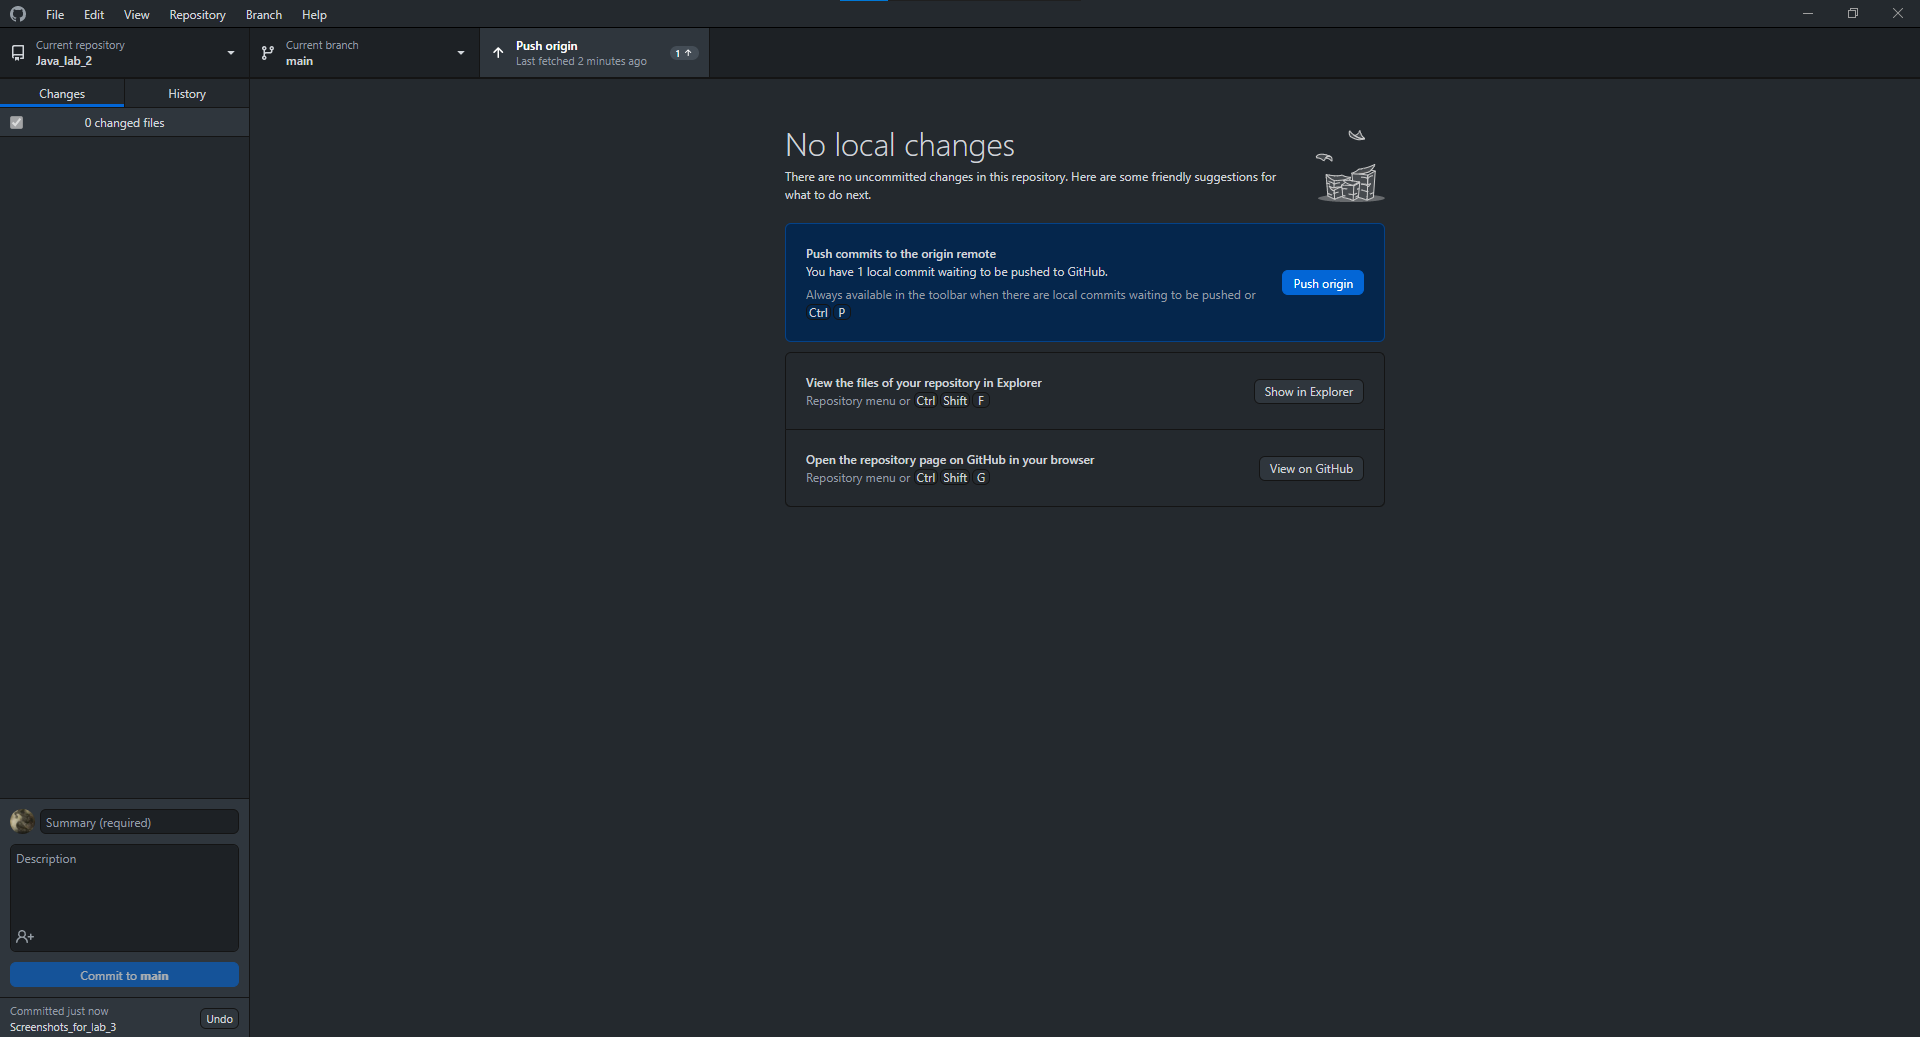 File Edit View Repository Branch Help
Current repository
Java_lab_2
Current branch
main
Push origin
Last fetched 2 minutes ago
1
Changes
History
0 changed files
No local changes
There are no uncommitted changes in this repository. Here are some friendly suggestions for
what to do next.
Push commits to the origin remote
You have 1 local commit waiting to be pushed to GitHub.
Always available in the toolbar when there are local commits waiting to be pushed or
Ctrl P
Push origin
View the files of your repository in Explorer
Repository menu or Ctrl Shift F
Show in Explorer
Open the repository page on GitHub in your browser
Repository menu or Ctrl Shift G
View on GitHub
Summary (required)
Description
Commit to main
Committed just now
Screenshots_for_lab_3
Undo